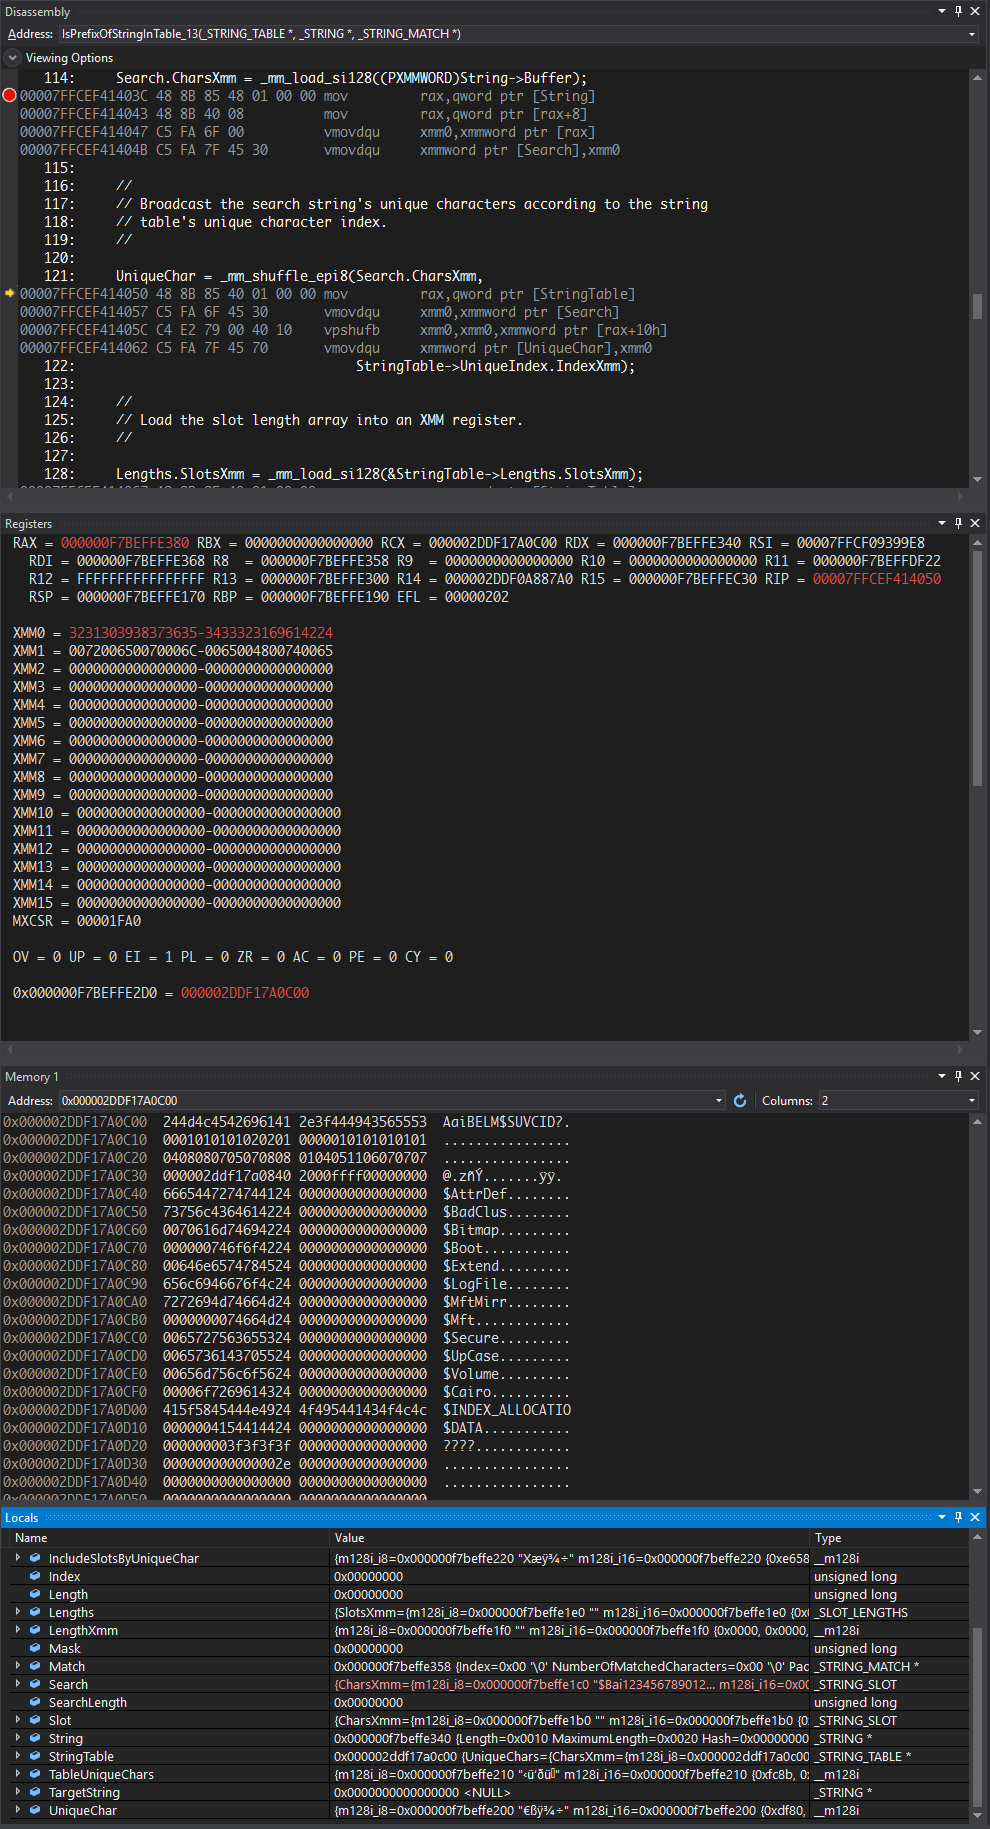 Disassembly
Address: IsPrefixOfStringInTable_13(_STRING_TABLE *, _STRING *, _STRING_MATCH *)
Viewing Options
114: Search.CharsXmm = _mm_load_si128((PXMMWORD)String->Buffer);
00007FFCEF41403C 48 8B 85 48 01 00 00 mov rax,qword ptr [String]
00007FFCEF414043 48 8B 40 08 mov rax,qword ptr [rax+8]
00007FFCEF414047 C5 FA 6F 00 vmovdqu xmm0,xmmword ptr [rax]
00007FFCEF41404B C5 FA 7F 45 30 vmovdqu xmmword ptr [Search],xmm0
115:
116: //
117: // Broadcast the search string's unique characters according to the string
118: // table's unique character index.
119: //
120:
121: UniqueChar = _mm_shuffle_epi8(Search.CharsXmm,
00007FFCEF414050 48 8B 85 40 01 00 00 mov rax,qword ptr [StringTable]
00007FFCEF414057 C5 FA 6F 45 30 vmovdqu xmm0,xmmword ptr [Search]
00007FFCEF41405C C4 E2 79 00 40 10 vpshufb xmm0,xmm0,xmmword ptr [rax+10h]
00007FFCEF414062 C5 FA 7F 45 70 vmovdqu xmmword ptr [UniqueChar],xmm0
122: StringTable->UniqueIndex.IndexXmm);
123:
124: //
125: // Load the slot length array into an XMM register.
126: //
127:
128: Lengths.SlotsXmm = _mm_load_si128(&StringTable->Lengths.SlotsXmm);
Registers
RAX = 000000F7BEFFE380 RBX = 0000000000000000 RCX = 000002DDF17A0C00 RDX = 000000F7BEFFE340 RSI = 00007FFCF09399E8
RDI = 000000F7BEFFE368 R8 = 000000F7BEFFE358 R9 = 0000000000000000 R10 = 0000000000000000 R11 = 000000F7BEFFDF22
R12 = FFFFFFFFFFFFFFFF R13 = 000000F7BEFFE300 R14 = 000002DDF0A887A0 R15 = 000000F7BEFFEC30 RIP = 00007FFCEF414050
RSP = 000000F7BEFFE170 RBP = 000000F7BEFFE190 EFL = 00000202
XMM0 = 3231303938373635-3433323169614224
XMM1 = 007200650070006C-0065004800740065
XMM2 = 0000000000000000-0000000000000000
XMM3 = 0000000000000000-0000000000000000
XMM4 = 0000000000000000-0000000000000000
XMM5 = 0000000000000000-0000000000000000
XMM6 = 0000000000000000-0000000000000000
XMM7 = 0000000000000000-0000000000000000
XMM8 = 0000000000000000-0000000000000000
XMM9 = 0000000000000000-0000000000000000
XMM10 = 0000000000000000-0000000000000000
XMM11 = 0000000000000000-0000000000000000
XMM12 = 0000000000000000-0000000000000000
XMM13 = 0000000000000000-0000000000000000
XMM14 = 0000000000000000-0000000000000000
XMM15 = 0000000000000000-0000000000000000
MXCSR = 00001FA0
OV = 0 UP = 0 EI = 1 PL = 0 ZR = 0 AC = 0 PE = 0 CY = 0
0x000000F7BEFFE2D0 = 000002DDF17A0C00
Memory 1
Address: 0x000002DDF17A0C00 Columns: 2
0x000002DDF17A0C00 244d4c4542696141 2e3f444943565553 AaiBELM$SUVCID?.
0x000002DDF17A0C10 0001010101020201 0000010101010101 ................
0x000002DDF17A0C20 0408080705070808 0104051106070707 ................
0x000002DDF17A0C30 000002ddf17a0840 2000ffff00000000 @.zñÝ.......ÿÿ.
0x000002DDF17A0C40 6665447274744124 0000000000000000 $AttrDef........
0x000002DDF17A0C50 73756c4364614224 0000000000000000 $BadClus........
0x000002DDF17A0C60 0070616d74694224 0000000000000000 $Bitmap.........
0x000002DDF17A0C70 000000746f6f4224 0000000000000000 $Boot...........
0x000002DDF17A0C80 00646e6574784524 0000000000000000 $Extend.........
0x000002DDF17A0C90 656c6946676f4c24 0000000000000000 $LogFile........
0x000002DDF17A0CA0 7272694d74664d24 0000000000000000 $MftMirr........
0x000002DDF17A0CB0 0000000074664d24 0000000000000000 $Mft............
0x000002DDF17A0CC0 0065727563655324 0000000000000000 $Secure.........
0x000002DDF17A0CD0 0065736143705524 0000000000000000 $UpCase.........
0x000002DDF17A0CE0 00656d756c6f5624 0000000000000000 $Volume.........
0x000002DDF17A0CF0 00006f7269614324 0000000000000000 $Cairo..........
0x000002DDF17A0D00 415f5845444e4924 4f495441434f4c4c $INDEX_ALLOCATIO
0x000002DDF17A0D10 0000004154414424 0000000000000000 $DATA...........
0x000002DDF17A0D20 000000003f3f3f3f 0000000000000000 ????............
0x000002DDF17A0D30 000000000000002e 0000000000000000 ................
0x000002DDF17A0D40 0000000000000000 0000000000000000 ................
0x000002DDF17A0D50 0000000000000000 0000000000000000
Locals
Name Value Type
IncludeSlotsByUniqueChar {m128i_i8=0x000000f7beffe220 "Xæÿ¾÷" m128i_i16=0x000000f7beffe220 {0xe658 __m128i
Index 0x00000000 unsigned long
Length 0x00000000 unsigned long
Lengths {SlotsXmm={m128i_i8=0x000000f7beffe1e0 "" m128i_i16=0x000000f7beffe1e0 {0x0 _SLOT_LENGTHS
LengthXmm {m128i_i8=0x000000f7beffe1f0 "" m128i_i16=0x000000f7beffe1f0 {0x0000, 0x0000, __m128i
Mask 0x00000000 unsigned long
Match 0x000000f7beffe358 {Index=0x00 '\0' NumberOfMatchedCharacters=0x00 '\0' Pac _STRING_MATCH *
Search {CharsXmm={m128i_i8=0x000000f7beffe1c0 "$Bai123456789012... m128i_i16=0x00 _STRING_SLOT
SearchLength 0x00000000 unsigned long
Slot {CharsXmm={m128i_i8=0x000000f7beffe1b0 "" m128i_i16=0x000000f7beffe1b0 {0 _STRING_SLOT
String 0x000000f7beffe340 {Length=0x0010 MaximumLength=0x0020 Hash=0x00000000 _STRING *
StringTable 0x000002ddf17a0c00 {UniqueChars={CharsXmm={m128i_i8=0x000002ddf17a0c00 _STRING_TABLE *
TableUniqueChars {m128i_i8=0x000000f7beffe210 "‹ü'ðü" m128i_i16=0x000000f7beffe210 {0xfc8b, 0 __m128i
TargetString 0x0000000000000000 <NULL> _STRING *
UniqueChar {m128i_i8=0x000000f7beffe200 "€ßÿ¾÷" m128i_i16=0x000000f7beffe200 {0xdf80, __m128i